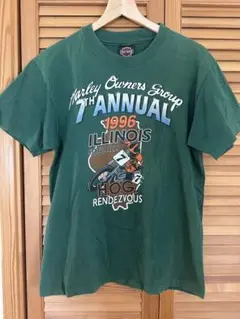 Harley Owners Group
7TH ANNUAL
1996
ILLINOIS
7
HOG
RENDEZVOUS